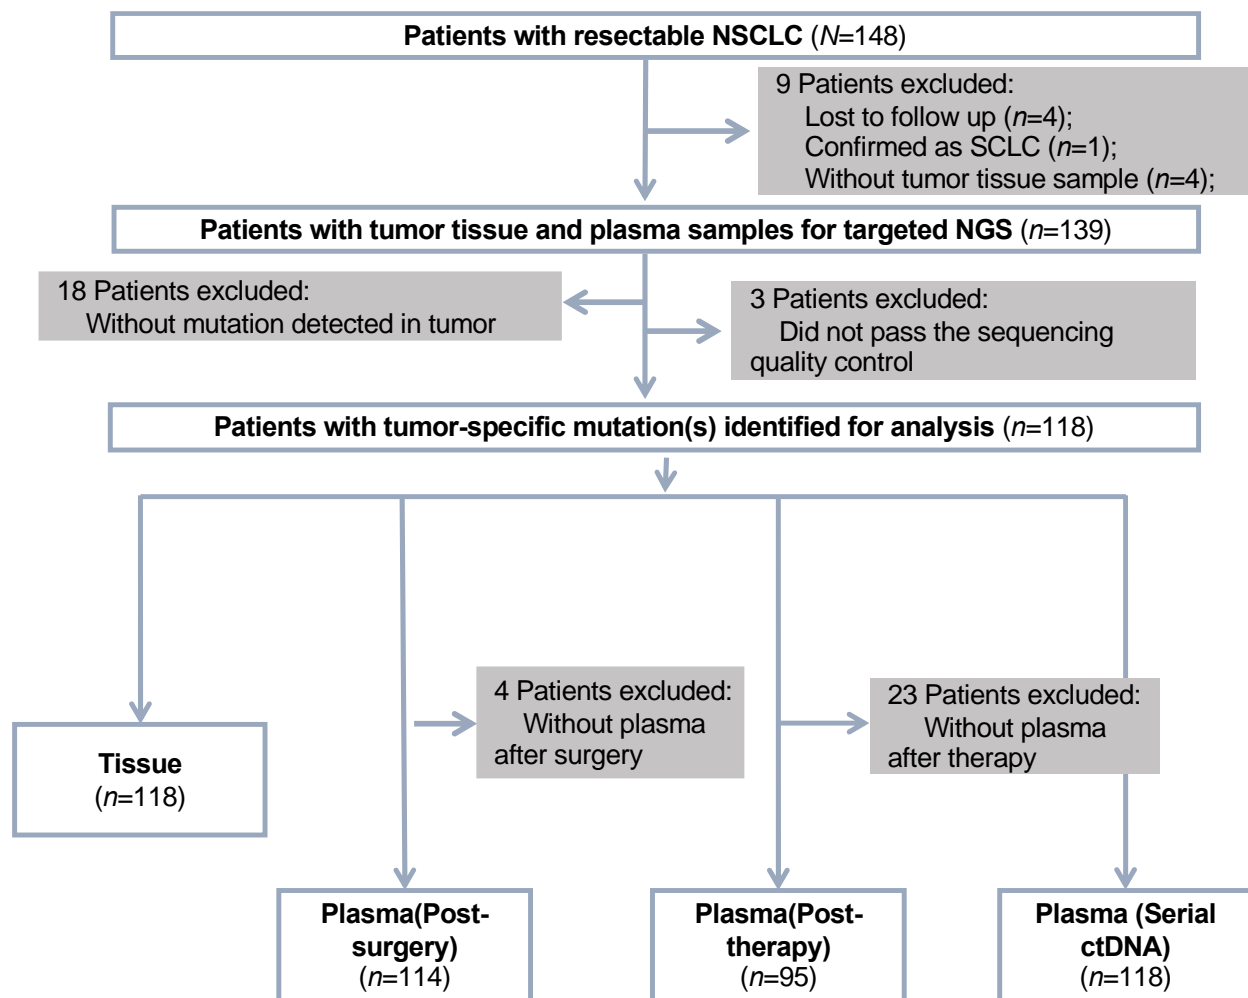 Patients with resectable NSCLC (N=148)
9 Patients excluded:
Lost to follow up (n=4);
Confirmed as SCLC (n=1);
Without tumor tissue sample (n=4);
Patients with tumor tissue and plasma samples for targeted NGS (n=139)
18 Patients excluded:
Without mutation detected in tumor
3 Patients excluded:
Did not pass the sequencing
quality control
Patients with tumor-specific mutation(s) identified for analysis (n=118)
4 Patients excluded:
Without plasma
after surgery
23 Patients excluded:
Without plasma
after therapy
Tissue
(n=118)
Plasma(Post-
surgery)
(n=114)
Plasma(Post-
therapy)
(n=95)
Plasma (Serial
ctDNA)
(n=118)